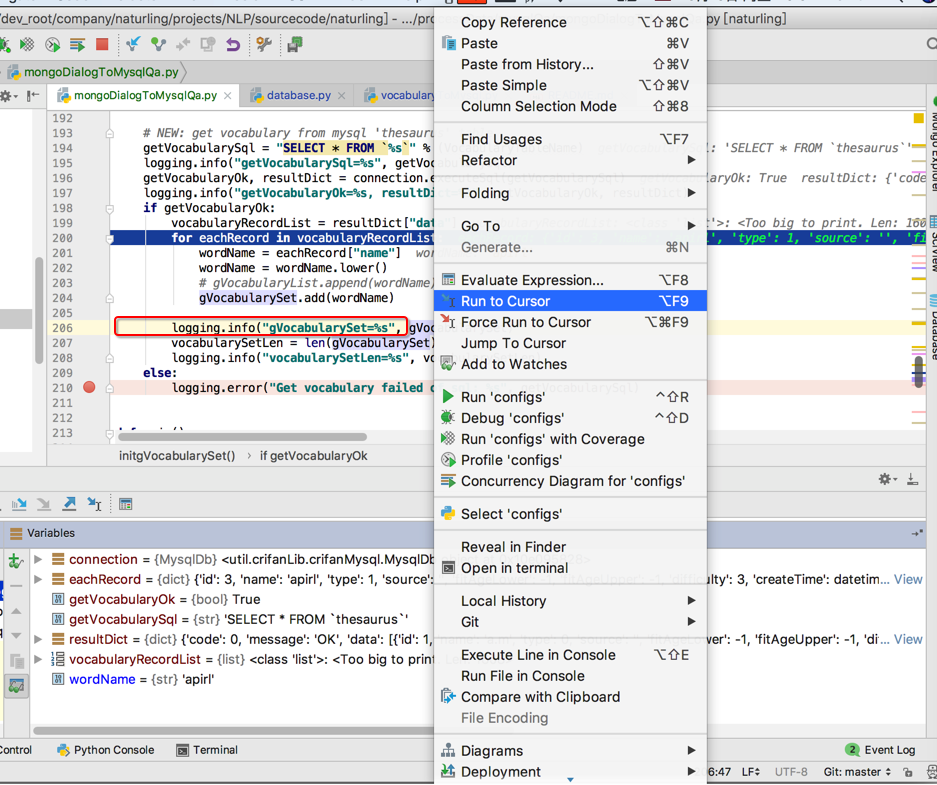 /dev_root/company/naturling/projects/NLP/sourcecode/naturling] - .../pro
py [naturling]
mongoDialogToMysqlQa.py
mongoDialogToMysqlQa.py
database.py
vocabulary
192
193 # NEW: get vocabulary from mysql 'thesaurus
194 getVocabularySql = "SELECT * FROM `%s`" %
: 'SELECT * FROM `thesaurus`'
195 logging.info("getVocabularySql=%s",
196 getVocabularyOk, resultDict = connection.
laryOk: True resultDict: {'code
197 logging.info("getVocabularyOk=%s, resultDic
198 if getVocabularyOk:
199 vocabularyRecordList = resultDict["
t'>: <Too big to print. Len:
200 for eachRecord in vocabularyRecordList
', 'type': 1, 'source': '', 'fi
201 wordName = eachRecord["name"]
202 wordName = wordName.lower()
203 # gVocabularyList.append(wordName)
204 gVocabularySet.add(wordName)
205
206 logging.info("gVocabularySet=%s",
207 vocabularySetLen = len(gVocabularySet)
208 logging.info("vocabularySetLen=%s", vo
209 else:
210 logging.error("Get vocabulary failed
211
212
213
initgVocabularySet() › if getVocabularyOk
Copy Reference ⌥⇧⌘C
Paste ⌘V
Paste from History... ⇧⌘V
Paste Simple ⌥⇧⌘V
Column Selection Mode ⇧⌘8
Find Usages ⌥F7
Refactor
Folding
Go To
Generate... ⌘N
Evaluate Expression... ⌥F8
Run to Cursor ⌥F9
Force Run to Cursor ⌥⌘F9
Jump To Cursor
Add to Watches
Run 'configs' ^⇧R
Debug 'configs' ^⇧D
Run 'configs' with Coverage
Profile 'configs'
Concurrency Diagram for 'configs'
Select 'configs'
Reveal in Finder
Open in terminal
Local History
Git
Execute Line in Console ⌥⇧E
Run File in Console
Compare with Clipboard
File Encoding
Diagrams
Deployment
Mongo Explorer
SciView
Database
Variables
connection = {MysqlDb} <util.crifanLib.crifanMysql.MysqlDb
eachRecord = {dict} {'id': 3, 'name': 'apirl', 'type': 1, 'source':
3, 'createTime': datetim... View
getVocabularyOk = {bool} True
getVocabularySql = {str} 'SELECT * FROM `thesaurus`'
resultDict = {dict} {'code': 0, 'message': 'OK', 'data': [{'id': 1,
-1, 'fitAgeUpper': -1, 'di... View
vocabularyRecordList = {list} <class 'list'>: <Too big to print
wordName = {str} 'apirl'
Python Console
Terminal
2 Event Log
6:47 LF UTF-8 Git: master